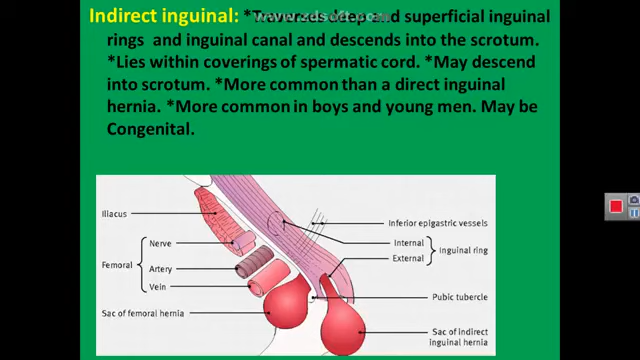 Indirect inguinal: *Traverses deep and superficial inguinal
rings and inguinal canal and descends into the scrotum.
*Lies within coverings of spermatic cord. *May descend
into scrotum. *More common than a direct inguinal
hernia. *More common in boys and young men. May be
Congenital.
Iliacus
Inferior epigastric vessels
Nerve
Internal
Inguinal ring
External
Femoral
Artery
Vein
Pubic tubercle
Sac of femoral hernia
Sac of indirect
inguinal hernia